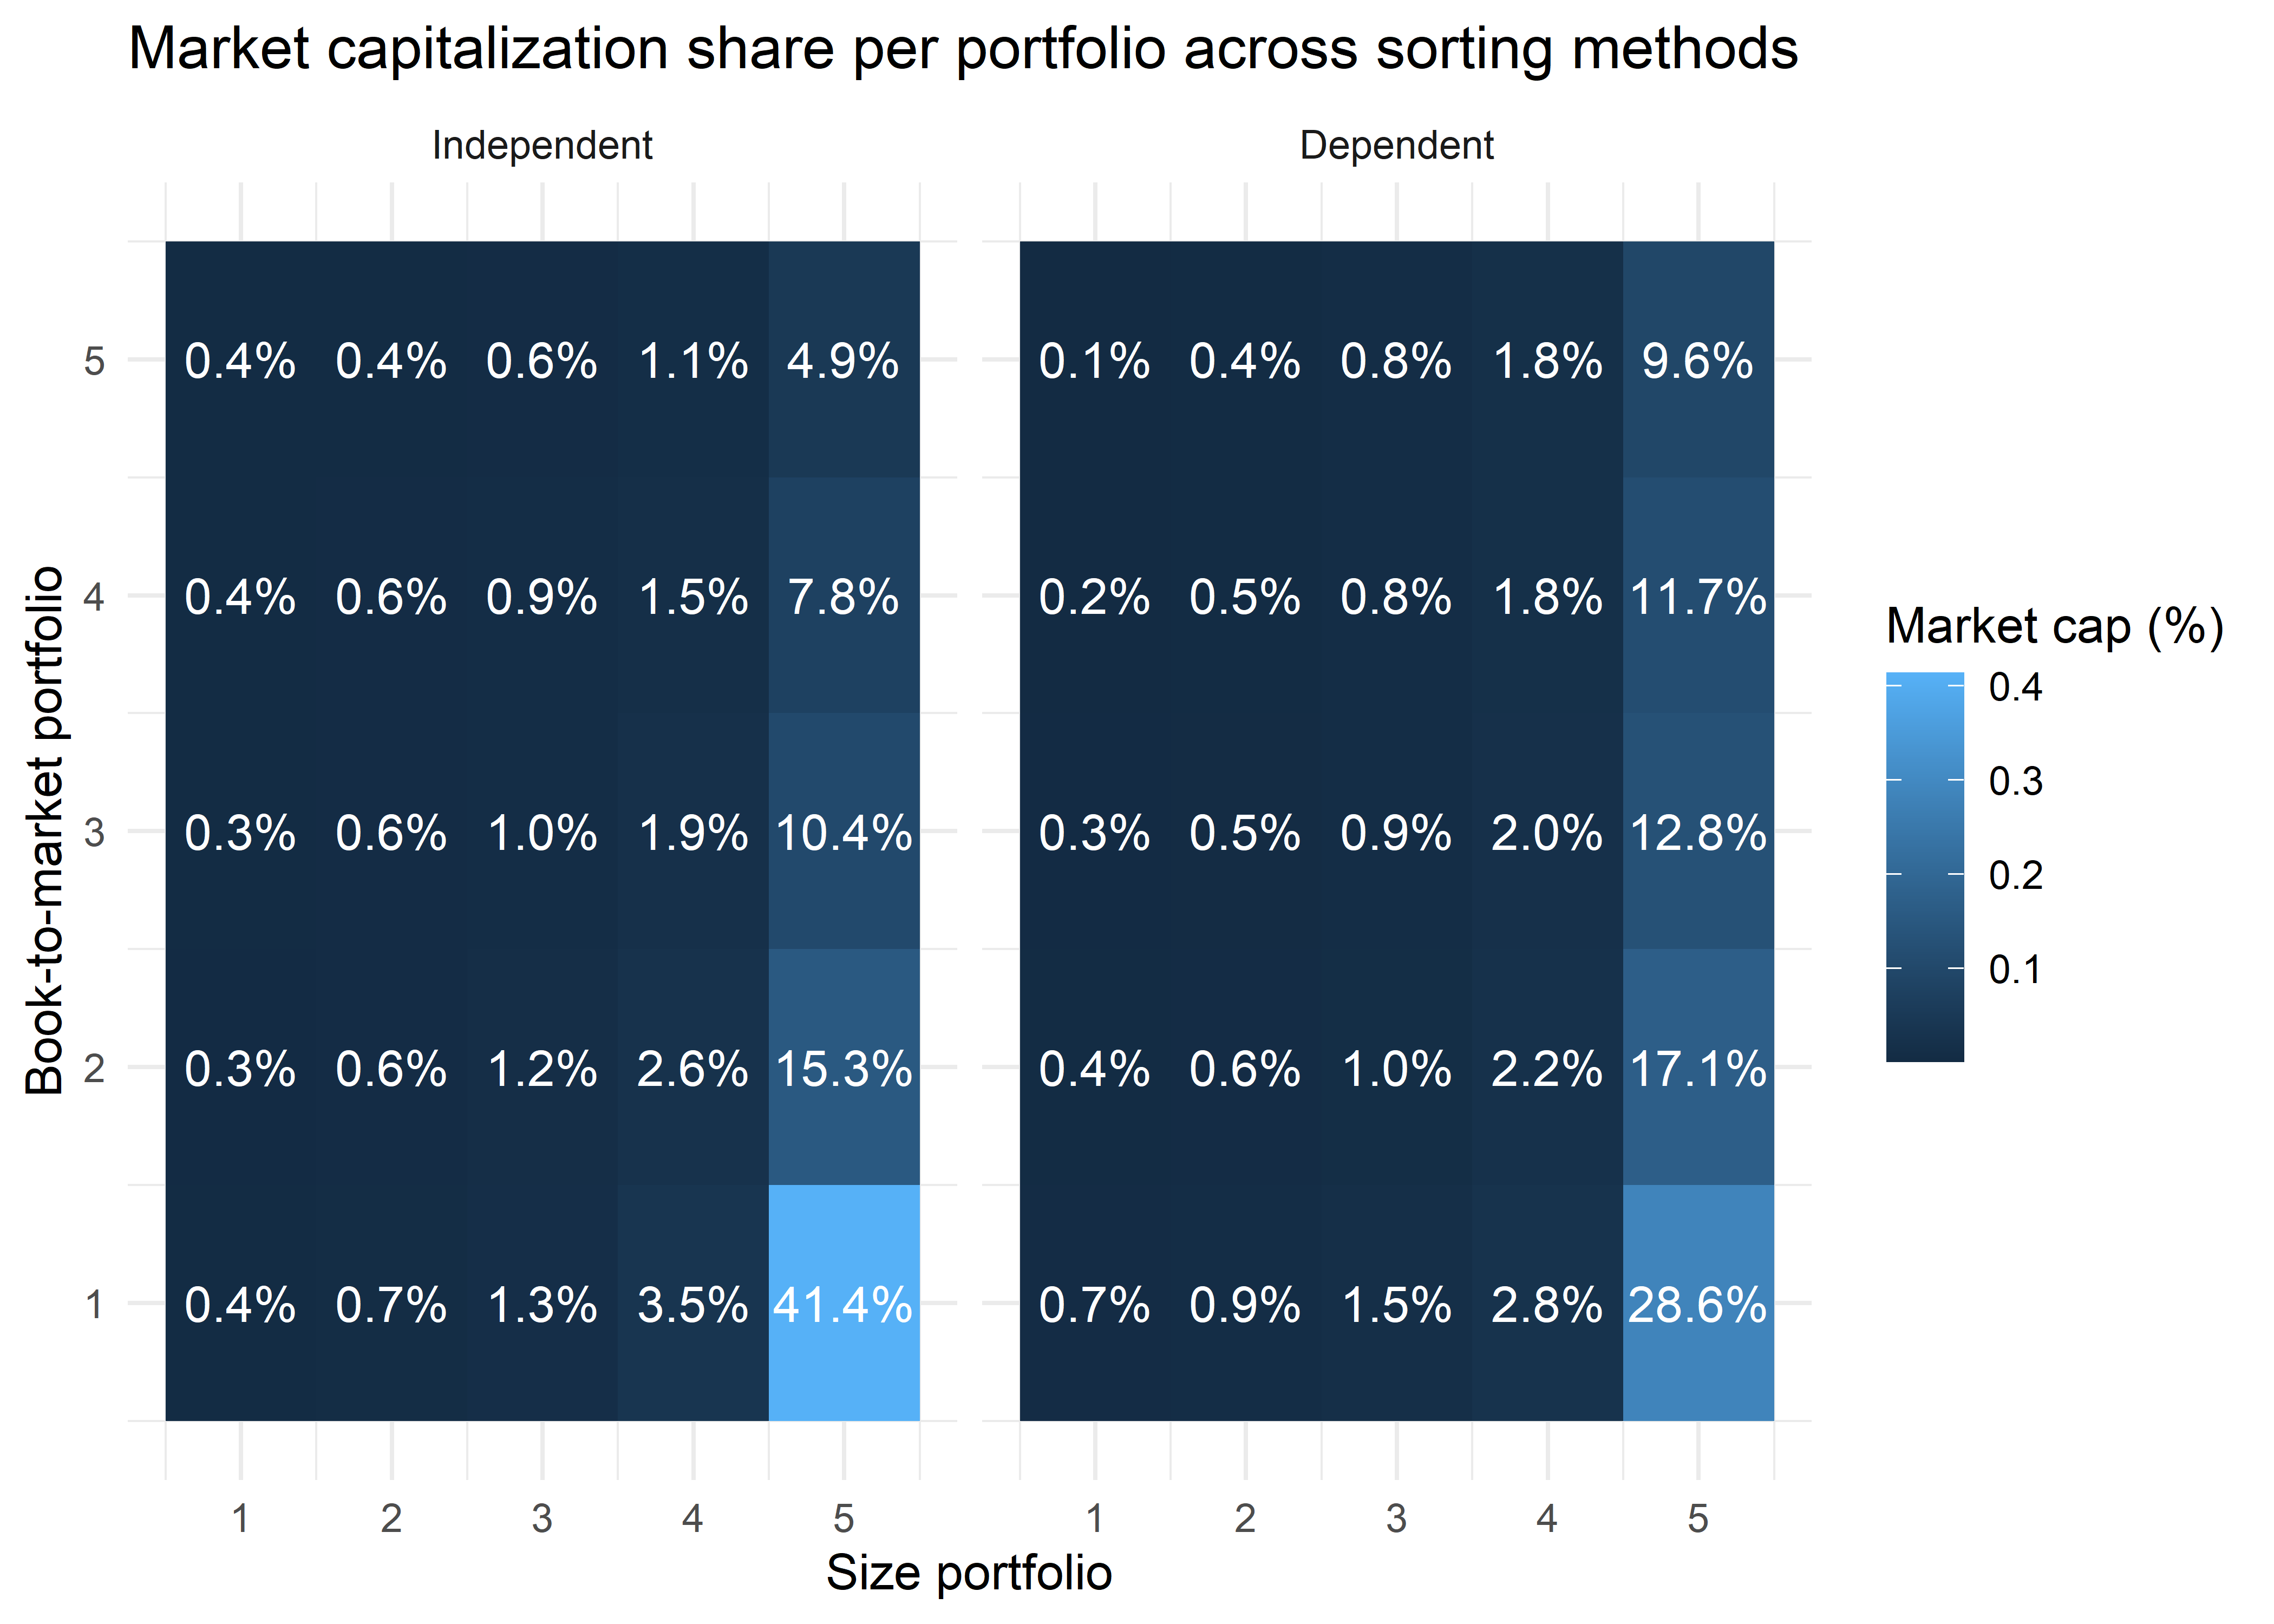 Market capitalization share per portfolio across sorting methods
Independent Dependent
5 0.4% 0.4% 0.6% 1.1% 4.9% 0.1% 0.4% 0.8% 1.8% 9.6%
4 0.4% 0.6% 0.9% 1.5% 7.8% 0.2% 0.5% 0.8% 1.8% 11.7%
3 0.3% 0.6% 1.0% 1.9% 10.4% 0.3% 0.5% 0.9% 2.0% 12.8%
2 0.3% 0.6% 1.2% 2.6% 15.3% 0.4% 0.6% 1.0% 2.2% 17.1%
1 0.4% 0.7% 1.3% 3.5% 41.4% 0.7% 0.9% 1.5% 2.8% 28.6%
1 2 3 4 5 1 2 3 4 5
Size portfolio
Book-to-market portfolio
Market cap (%)
0.4
0.3
0.2
0.1